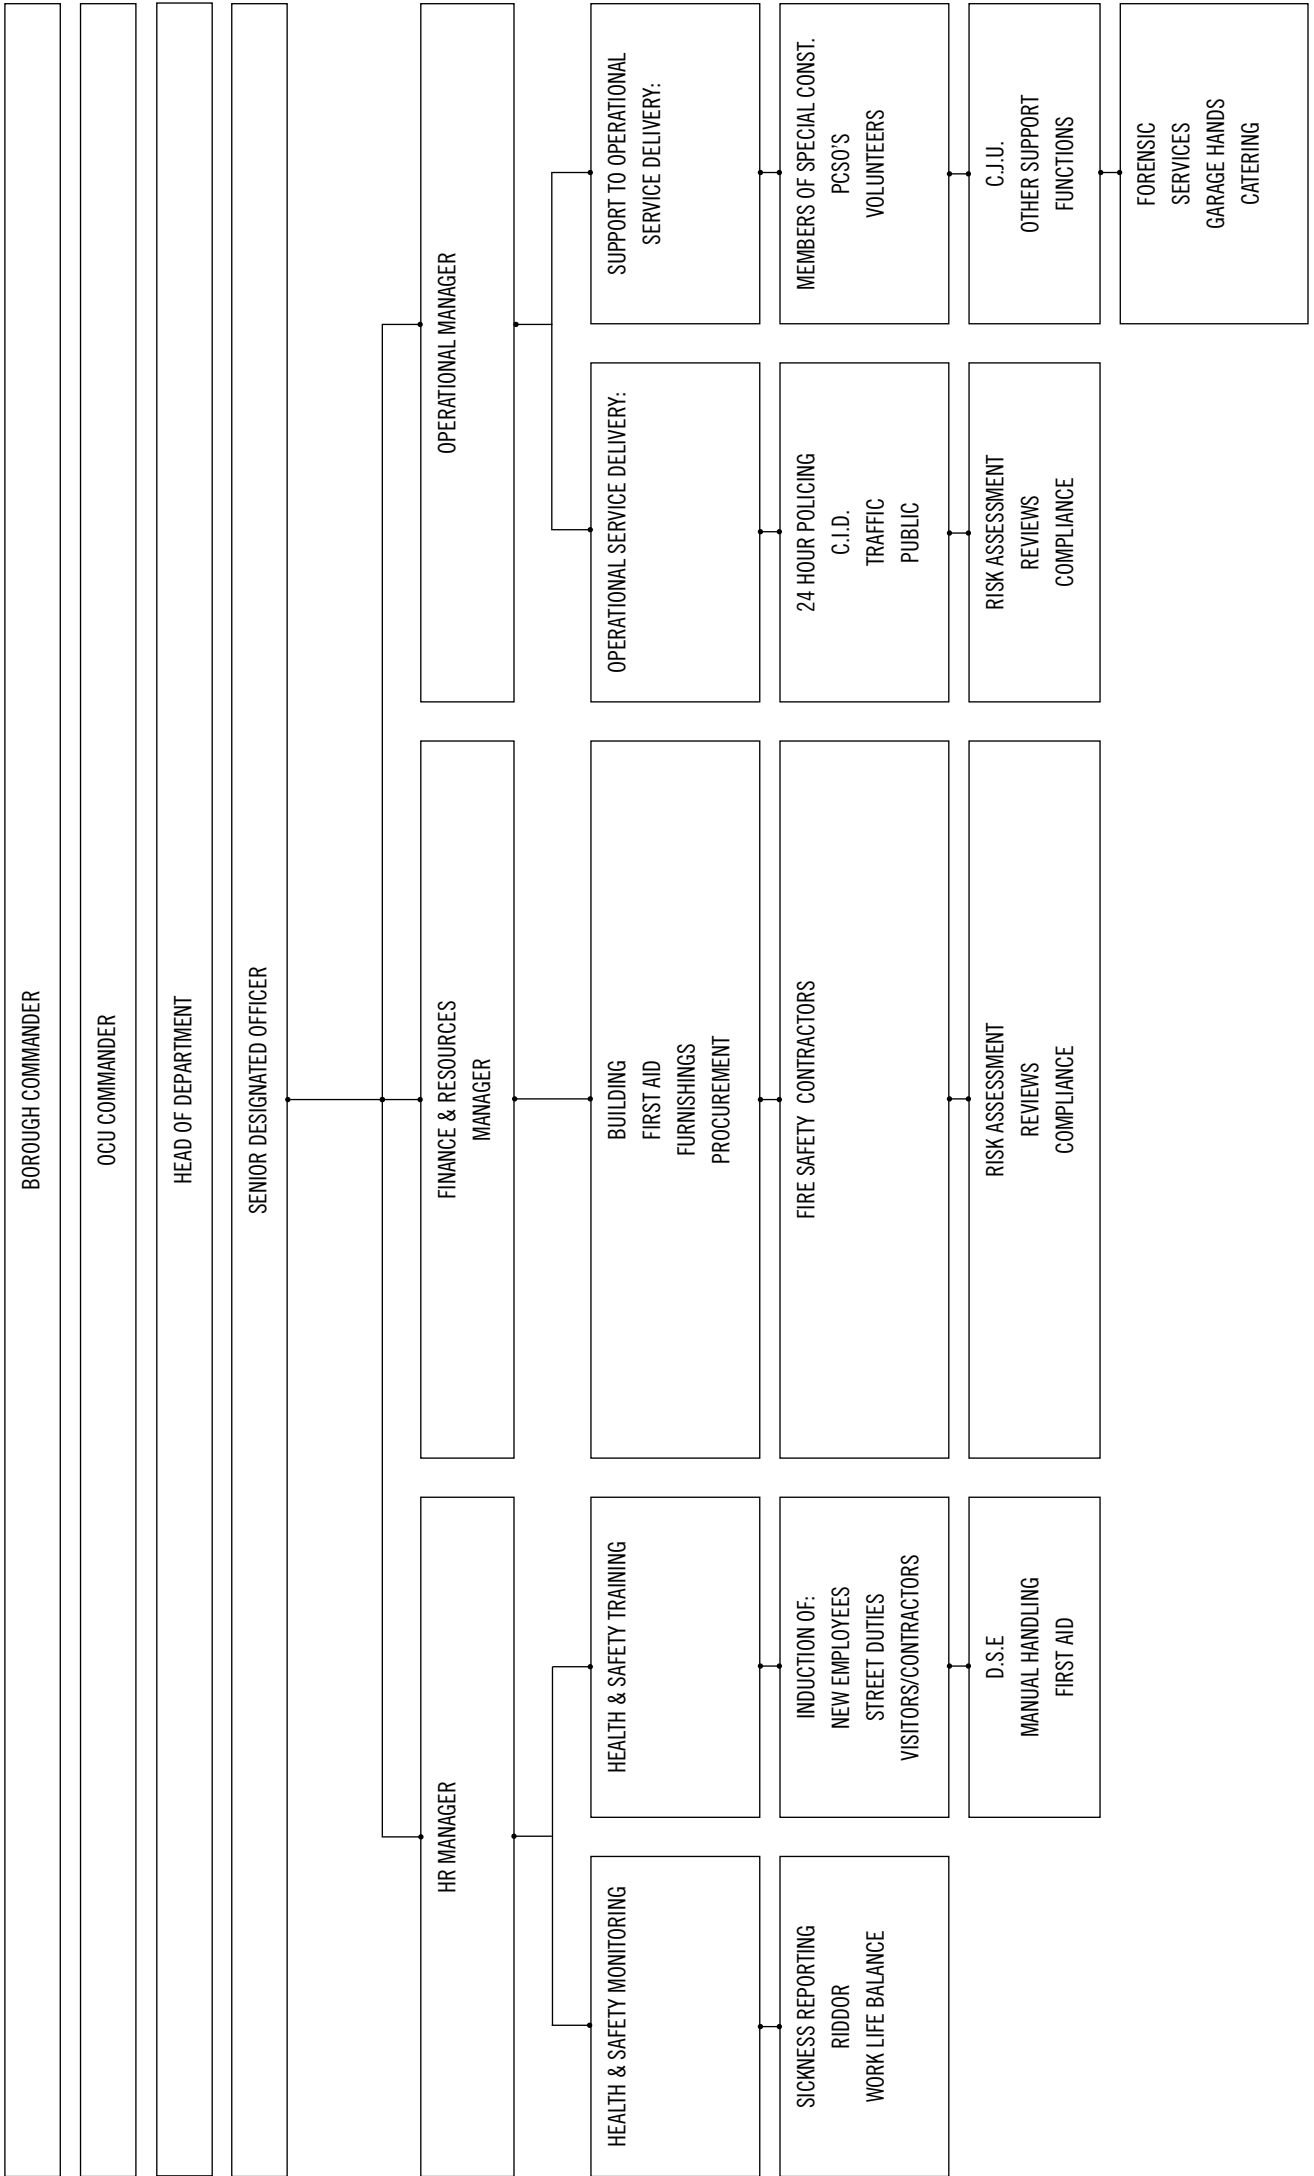 BOROUGH COMMANDER
OCU COMMANDER
HEAD OF DEPARTMENT
SENIOR DESIGNATED OFFICER
HR MANAGER
FINANCE & RESOURCES
MANAGER
OPERATIONAL MANAGER
HEALTH & SAFETY MONITORING
HEALTH & SAFETY TRAINING
BUILDING
FIRST AID
FURNISHINGS
PROCUREMENT
OPERATIONAL SERVICE DELIVERY:
SUPPORT TO OPERATIONAL
SERVICE DELIVERY:
SICKNESS REPORTING
RIDDOR
WORK LIFE BALANCE
INDUCTION OF:
NEW EMPLOYEES
STREET DUTIES
VISITORS/CONTRACTORS
FIRE SAFETY CONTRACTORS
24 HOUR POLICING
C.I.D.
TRAFFIC
PUBLIC
MEMBERS OF SPECIAL CONST.
PCSO'S
VOLUNTEERS
D.S.E
MANUAL HANDLING
FIRST AID
RISK ASSESSMENT
REVIEWS
COMPLIANCE
RISK ASSESSMENT
REVIEWS
COMPLIANCE
C.J.U.
OTHER SUPPORT
FUNCTIONS
FORENSIC
SERVICES
GARAGE HANDS
CATERING